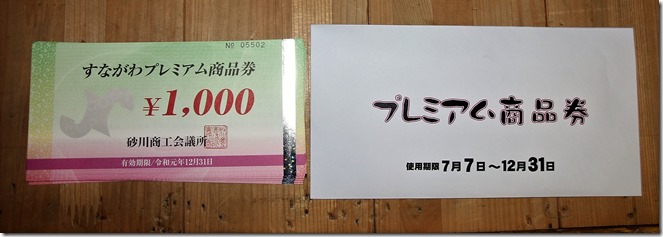 № 05502
すながわプレミアム商品券
¥1,000
砂川商工会議所
有効期限/令和元年12月31日
プレミアム商品券
使用期限 7月7日～12月31日